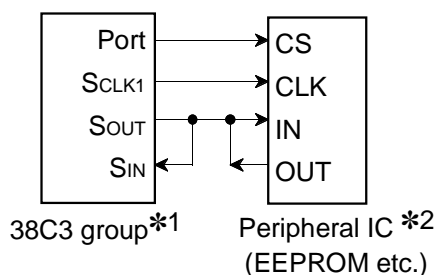 Port CS
SCLK1 CLK
SOUT IN
SIN OUT
38C3 group*1 Peripheral IC *2
(EEPROM etc.)